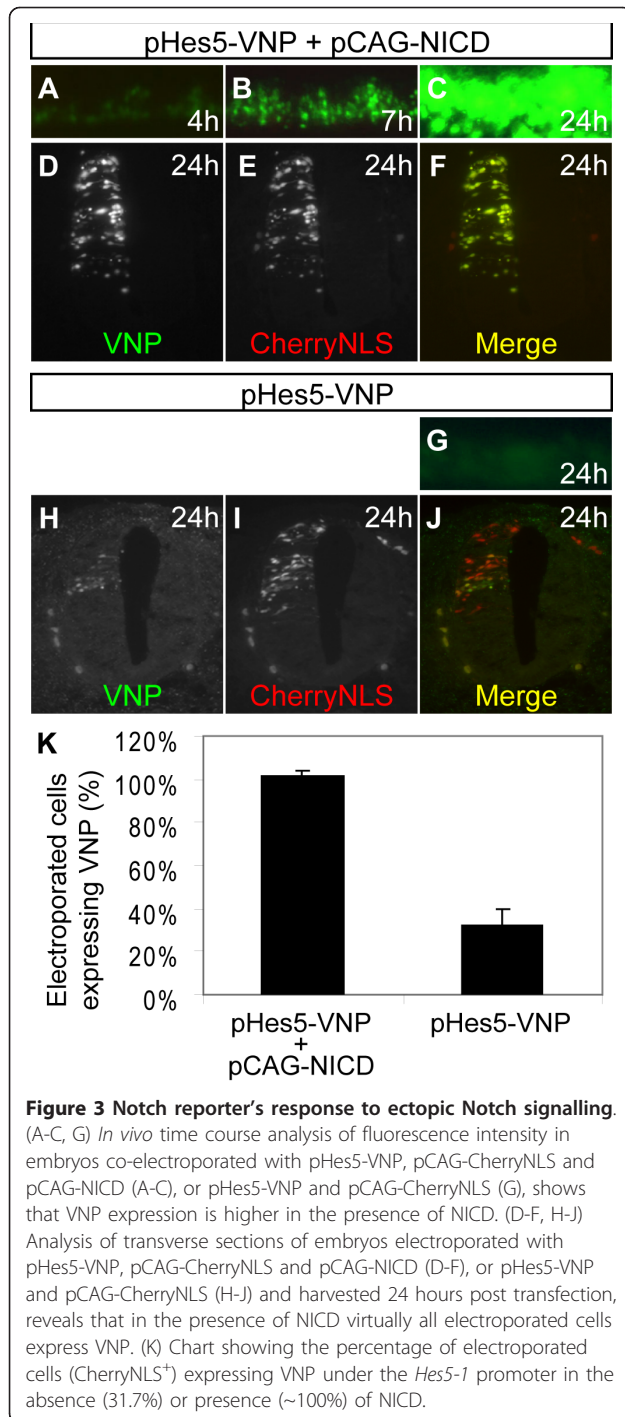 pHes5-VNP + pCAG-NICD
A 4h B 7h C 24h
D 24h E 24h F 24h
VNP CherryNLS Merge
pHes5-VNP
G 24h
H 24h I 24h J 24h
VNP CherryNLS Merge
K
Electroporated cells
expressing VNP (%)
120%
100%
80%
60%
40%
20%
0%
pHes5-VNP
+
pCAG-NICD
pHes5-VNP
Figure 3 Notch reporter's response to ectopic Notch signalling.
(A-C, G) In vivo time course analysis of fluorescence intensity in
embryos co-electroporated with pHes5-VNP, pCAG-CherryNLS and
pCAG-NICD (A-C), or pHes5-VNP and pCAG-CherryNLS (G), shows
that VNP expression is higher in the presence of NICD. (D-F, H-J)
Analysis of transverse sections of embryos electroporated with
pHes5-VNP, pCAG-CherryNLS and pCAG-NICD (D-F), or pHes5-VNP
and pCAG-CherryNLS (H-J) and harvested 24 hours post transfection,
reveals that in the presence of NICD virtually all electroporated cells
express VNP. (K) Chart showing the percentage of electroporated
cells (CherryNLS⁺) expressing VNP under the Hes5-1 promoter in the
absence (31.7%) or presence (~100%) of NICD.